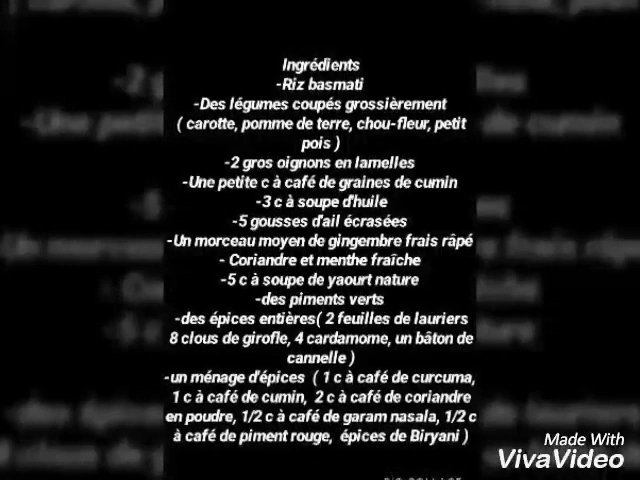 Ingrédients
-Riz basmati
-Des légumes coupés grossièrement
( carotte, pomme de terre, chou-fleur, petit
pois )
-2 gros oignons en lamelles
-Une petite c à café de graines de cumin
-3 c à soupe d'huile
-5 gousses d'ail écrasées
-Un morceau moyen de gingembre frais râpé
- Coriandre et menthe fraîche
-5 c à soupe de yaourt nature
-des piments verts
-des épices entières( 2 feuilles de lauriers
8 clous de girofle, 4 cardamome, un bâton de
cannelle )
-un ménage d'épices ( 1 c à café de curcuma,
1 c à café de cumin, 2 c à café de coriandre
en poudre, 1/2 c à café de garam nasala, 1/2 c
à café de piment rouge, épices de Biryani )
Made With
VivaVideo